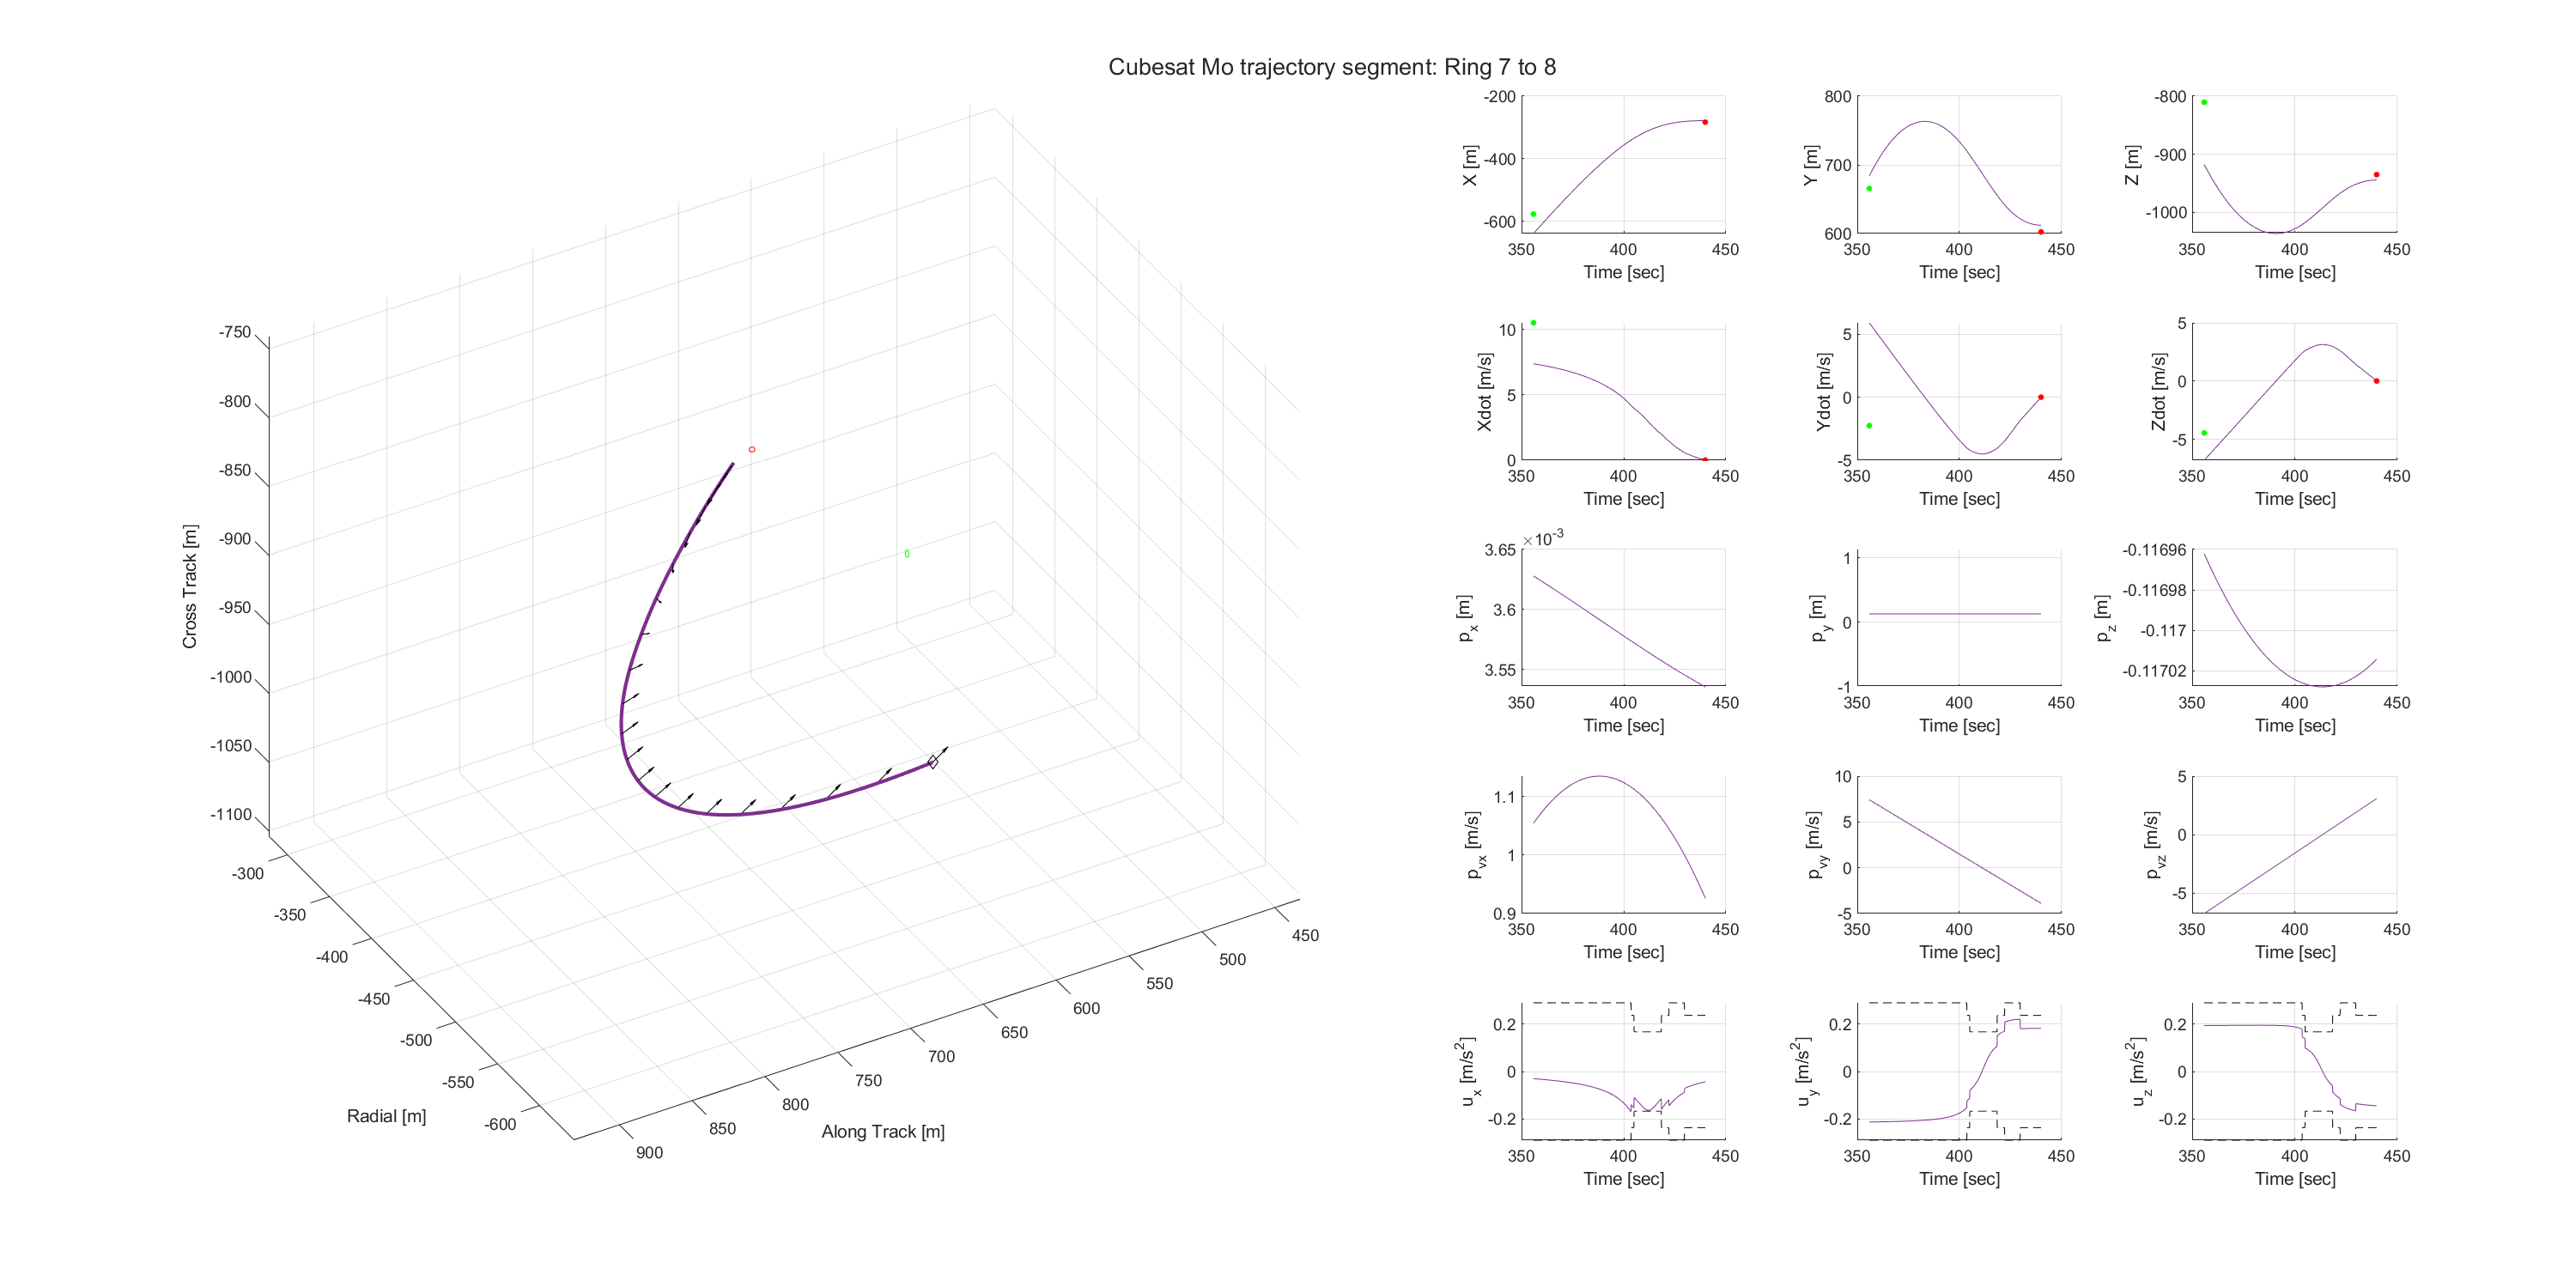 Cubesat Mo trajectory segment: Ring 7 to 8
-750
-800
-850
-900
-950
-1000
-1050
-1100
Cross Track [m]
-300
-350
-400
-450
-500
-550
-600
Radial [m]
900
850
800
750
700
650
600
550
500
450
Along Track [m]
-200
-400
-600
X [m]
350 400 450
Time [sec]
800
700
600
Y [m]
350 400 450
Time [sec]
-800
-900
-1000
Z [m]
350 400 450
Time [sec]
10
5
0
Xdot [m/s]
350 400 450
Time [sec]
5
0
-5
Ydot [m/s]
350 400 450
Time [sec]
5
0
-5
Zdot [m/s]
350 400 450
Time [sec]
×10⁻³
3.65
3.6
3.55
pₓ [m]
350 400 450
Time [sec]
1
0
-1
p_y [m]
350 400 450
Time [sec]
-0.11696
-0.11698
-0.117
-0.11702
p_z [m]
350 400 450
Time [sec]
1.1
1
0.9
p_vx [m/s]
350 400 450
Time [sec]
10
5
0
-5
p_vy [m/s]
350 400 450
Time [sec]
5
0
-5
p_vz [m/s]
350 400 450
Time [sec]
0.2
0
-0.2
uₓ [m/s²]
350 400 450
Time [sec]
0.2
0
-0.2
u_y [m/s²]
350 400 450
Time [sec]
0.2
0
-0.2
u_z [m/s²]
350 400 450
Time [sec]